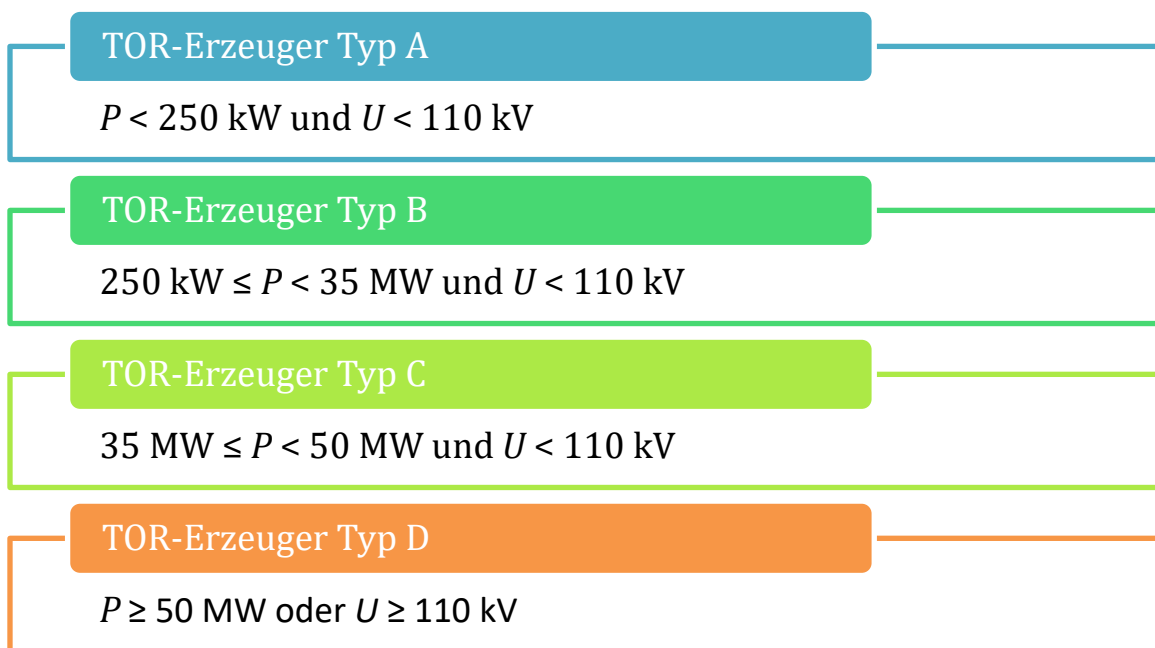 TOR-Erzeuger Typ A
P < 250 kW und U < 110 kV
TOR-Erzeuger Typ B
250 kW ≤ P < 35 MW und U < 110 kV
TOR-Erzeuger Typ C
35 MW ≤ P < 50 MW und U < 110 kV
TOR-Erzeuger Typ D
P ≥ 50 MW oder U ≥ 110 kV